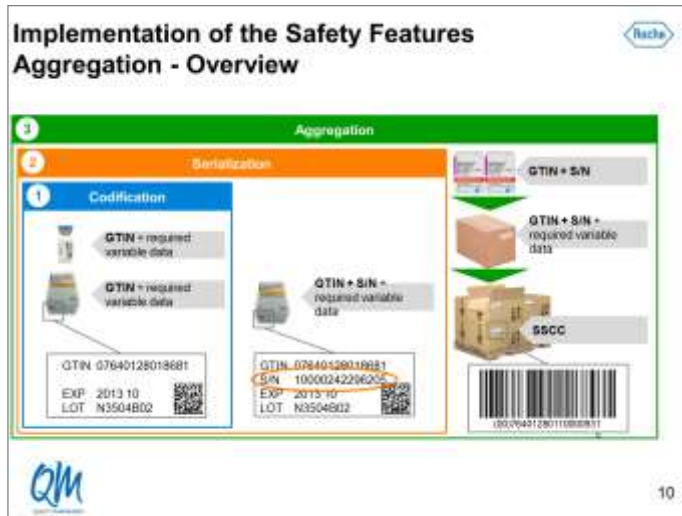 Implementation of the Safety Features
Aggregation - Overview
Roche
3
Aggregation
2
Serialization
1
Codification
GTIN + required
variable data
GTIN + required
variable data
GTIN 07640128018681
EXP 2013 10
LOT N3504B02
GTIN + S/N +
required variable
data
GTIN 07640128018681
S/N 10000242296205
EXP 2013 10
LOT N3504B02
GTIN + S/N
GTIN + S/N +
required variable
data
SSCC
QM
10